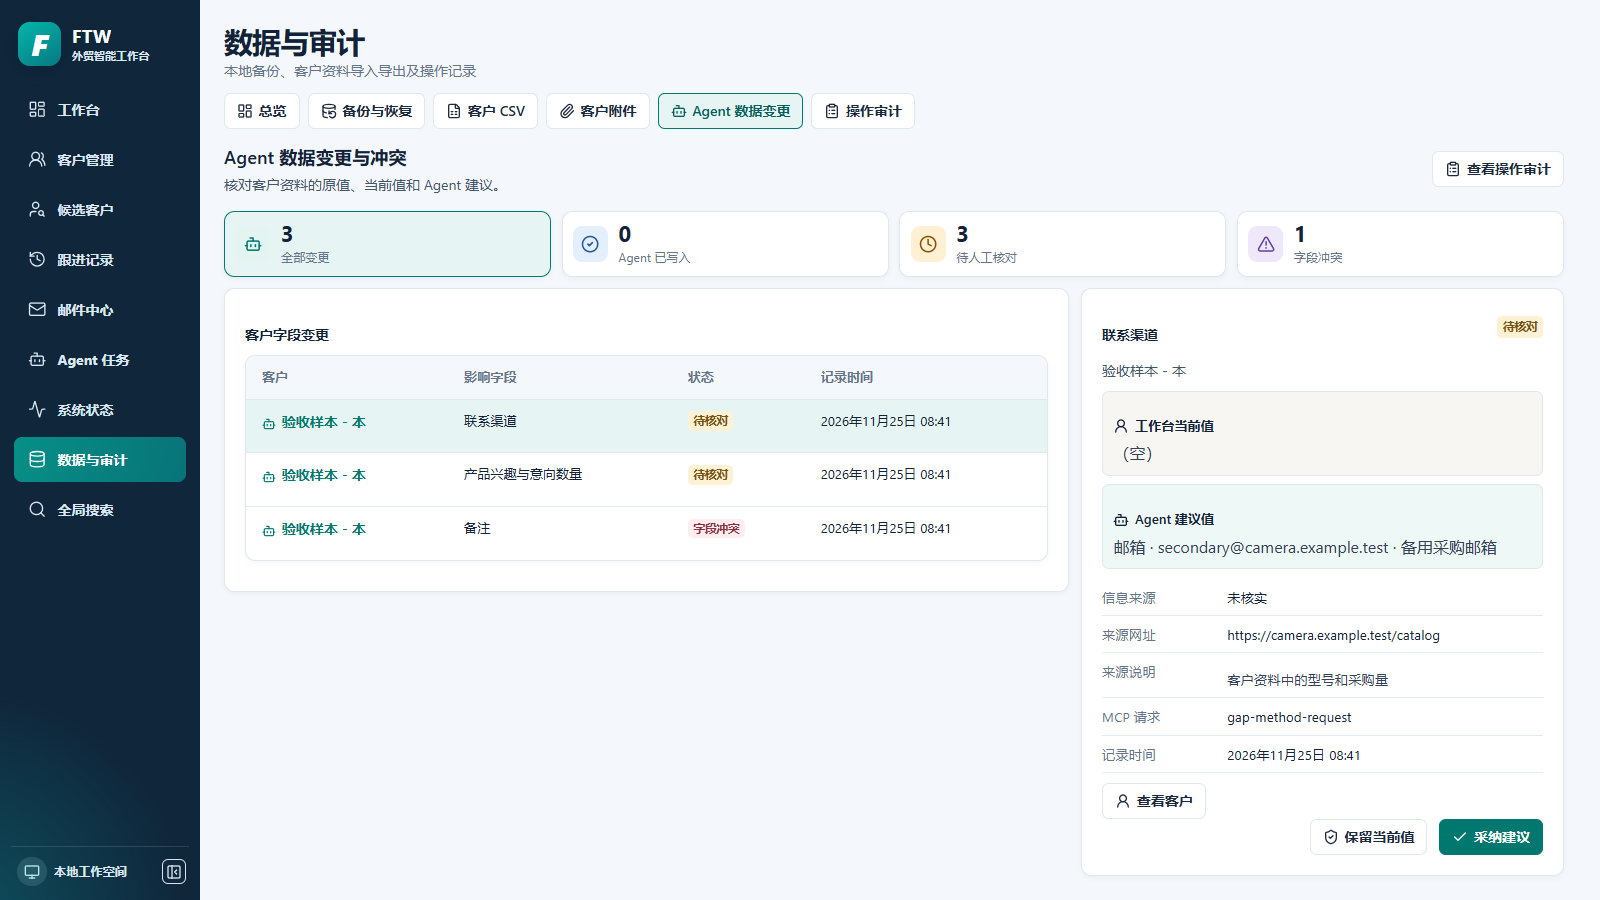 F
FTW
外贸智能工作台
工作台
客户管理
候选客户
跟进记录
邮件中心
Agent 任务
系统状态
数据与审计
全局搜索
本地工作空间
数据与审计
本地备份、客户资料导入导出及操作记录
总览
备份与恢复
客户 CSV
客户附件
Agent 数据变更
操作审计
Agent 数据变更与冲突
核对客户资料的原值、当前值和 Agent 建议。
查看操作审计
3
全部变更
0
Agent 已写入
3
待人工核对
1
字段冲突
客户字段变更
客户 影响字段 状态 记录时间
验收样本 - 本 联系渠道 待核对 2026年11月25日 08:41
验收样本 - 本 产品兴趣与意向数量 待核对 2026年11月25日 08:41
验收样本 - 本 备注 字段冲突 2026年11月25日 08:41
联系渠道 待核对
验收样本 - 本
工作台当前值
（空）
Agent 建议值
邮箱 · secondary@camera.example.test · 备用采购邮箱
信息来源 未核实
来源网址 https://camera.example.test/catalog
来源说明 客户资料中的型号和采购量
MCP 请求 gap-method-request
记录时间 2026年11月25日 08:41
查看客户
保留当前值
采纳建议